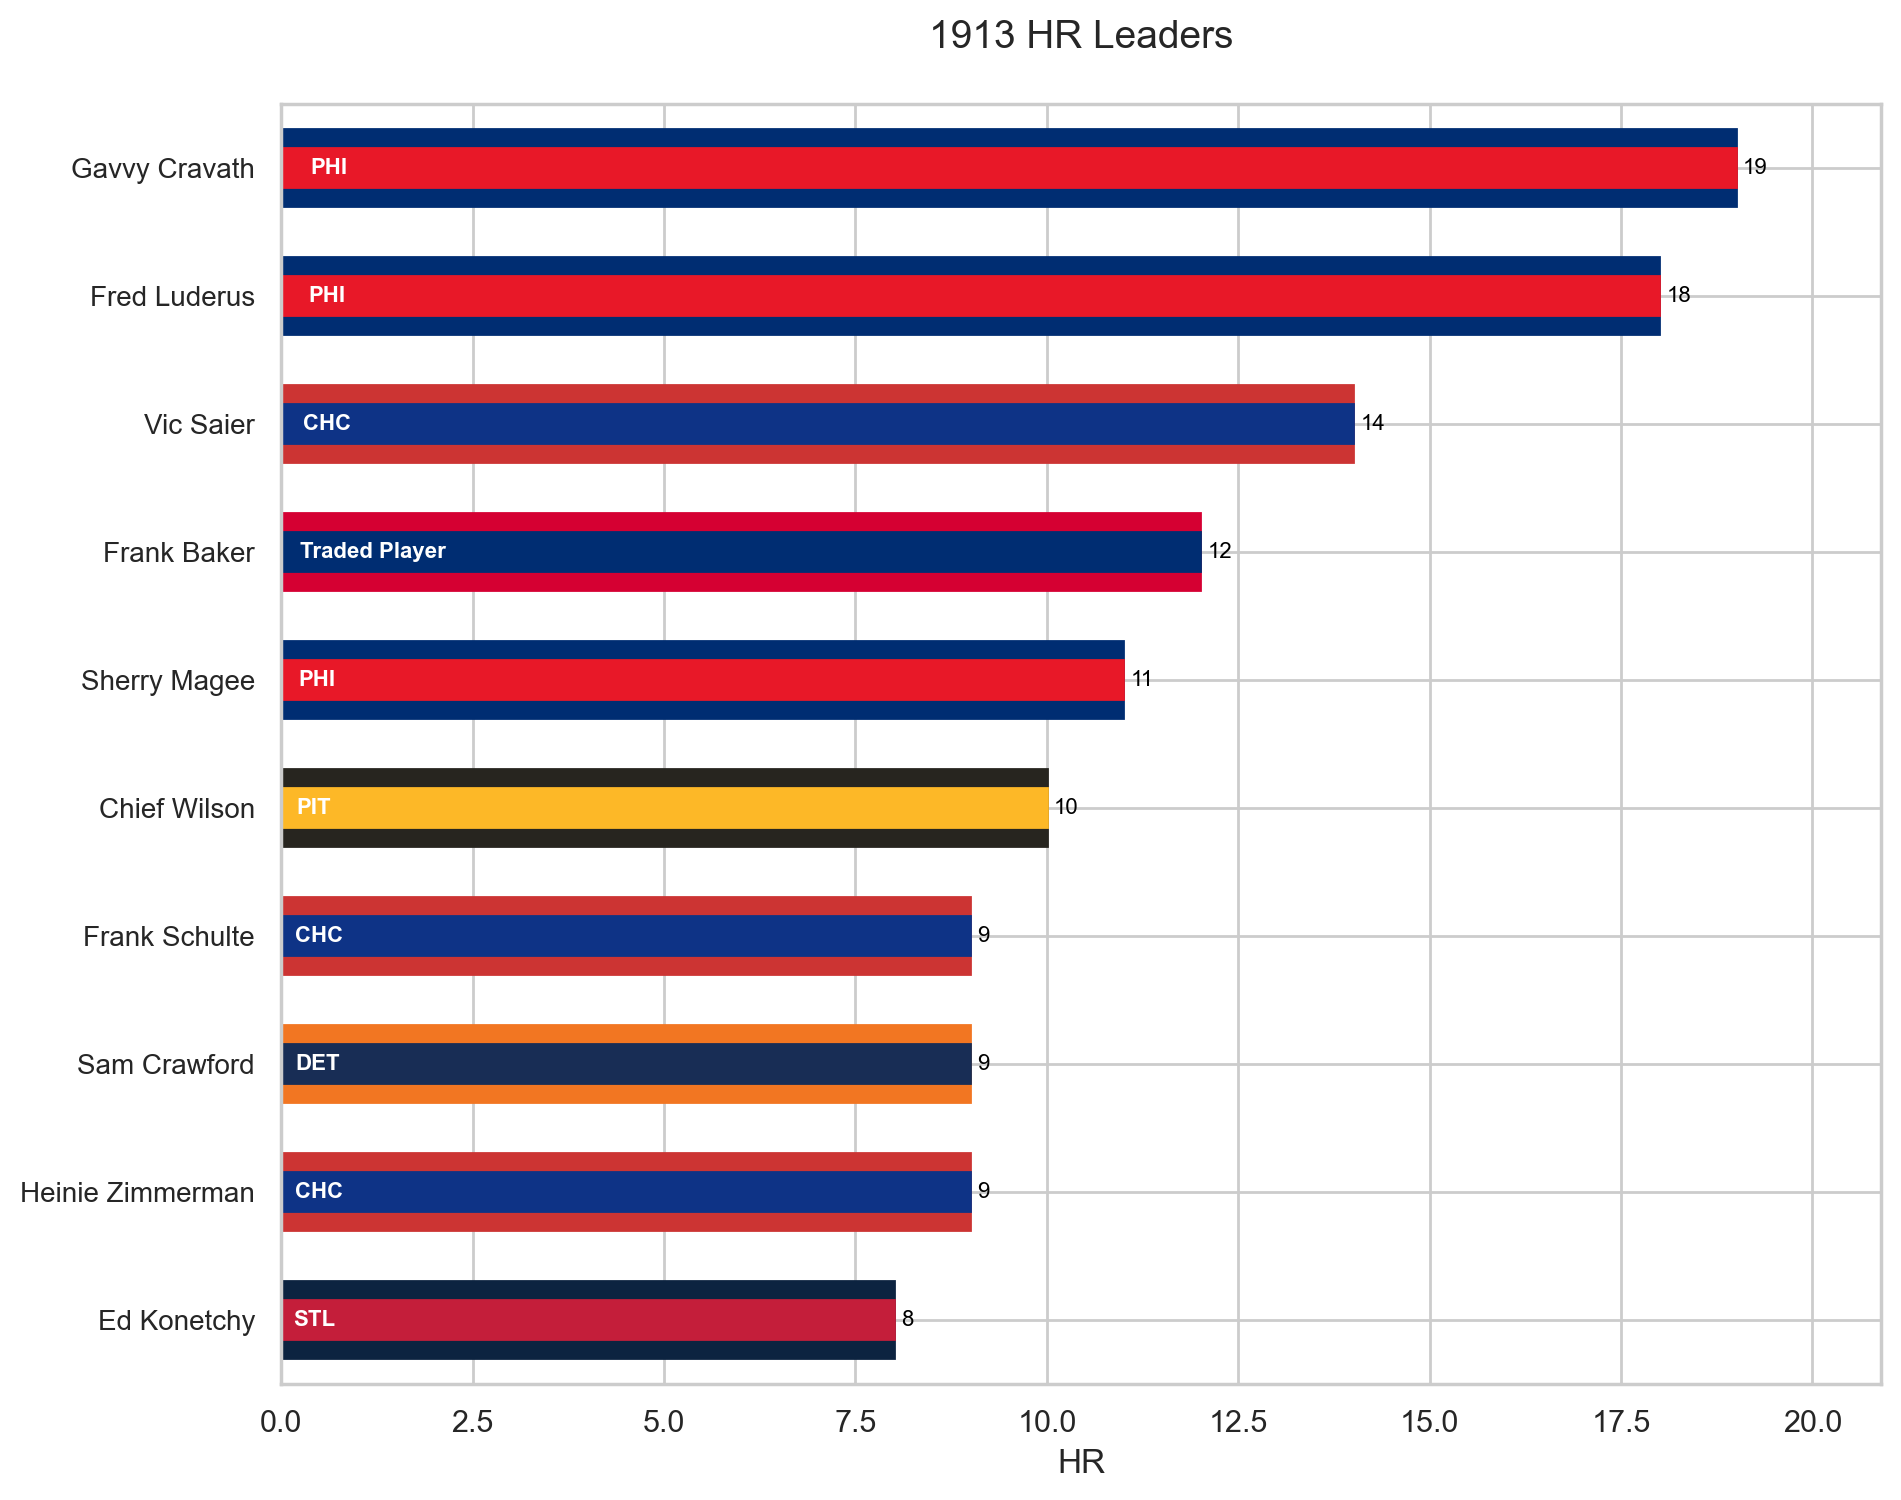 1913 HR Leaders
Gavvy Cravath PHI 19
Fred Luderus PHI 18
Vic Saier CHC 14
Frank Baker Traded Player 12
Sherry Magee PHI 11
Chief Wilson PIT 10
Frank Schulte CHC 9
Sam Crawford DET 9
Heinie Zimmerman CHC 9
Ed Konetchy STL 8
0.0 2.5 5.0 7.5 10.0 12.5 15.0 17.5 20.0
HR